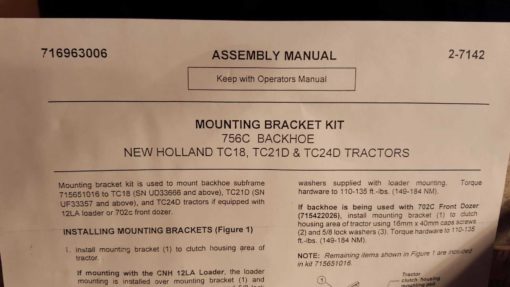 716963006
ASSEMBLY MANUAL
2-7142
Keep with Operators Manual
MOUNTING BRACKET KIT
756C BACKHOE
NEW HOLLAND TC18, TC21D & TC24D TRACTORS
Mounting bracket kit is used to mount backhoe subframe
715651016 to TC18 (SN UD33666 and above), TC21D (SN
UF33357 and above), and TC24D tractors if equipped with
12LA loader or 702c front dozer.
INSTALLING MOUNTING BRACKETS (Figure 1)
1. Install mounting bracket (1) to clutch housing area of
tractor.
If mounting with the CNH 12LA Loader, the loader
mounting is installed over mounting bracket (1) and
washers supplied with loader mounting. Torque
hardware to 110-135 ft.-lbs. (149-184 NM).
If backhoe is being used with 702C Front Dozer
(715422026), install mounting bracket (1) to clutch
housing area of tractor using 16mm x 40mm caps screws
(2) and 5/8 lock washers (3). Torque hardware to 110-135
ft.-lbs. (149-184 NM).
NOTE: Remaining items shown in Figure 1 are included
in kit 715651016.
Tractor
clutch housing
1